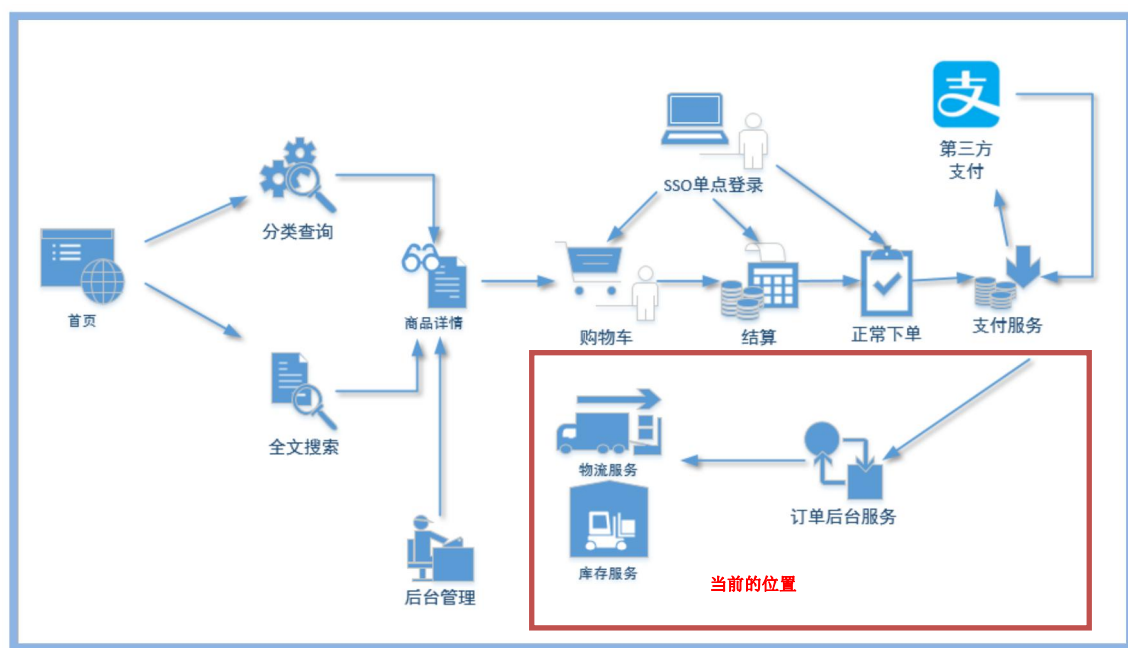 支
第三方
支付
SSO单点登录
分类查询
首页
商品详情
购物车
结算
正常下单
支付服务
全文搜索
物流服务
订单后台服务
库存服务
当前的位置
后台管理